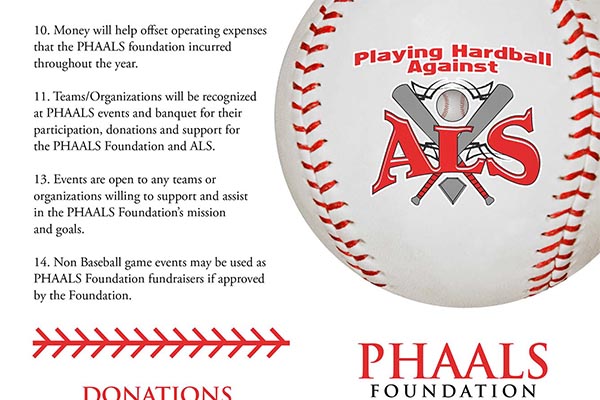 10. Money will help offset operating expenses
that the PHAALS foundation incurred
throughout the year.
11. Teams/Organizations will be recognized
at PHAALS events and banquet for their
participation, donations and support for
the PHAALS Foundation and ALS.
13. Events are open to any teams or
organizations willing to support and assist
in the PHAALS Foundation's mission
and goals.
14. Non Baseball game events may be used as
PHAALS Foundation fundraisers if approved
by the Foundation.
DONATIONS
Playing Hardball
Against
ALS
PHAALS
FOUNDATION